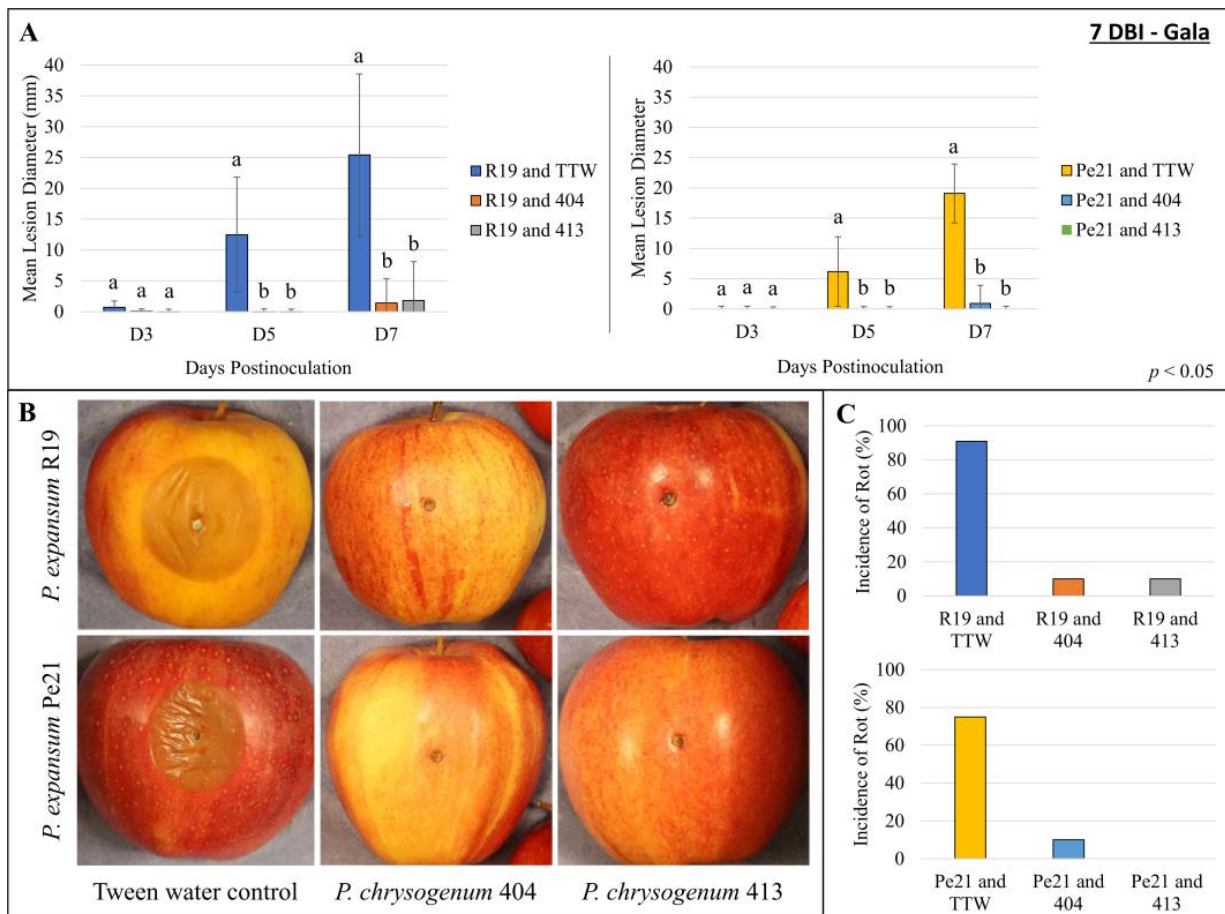 A
7 DBI - Gala
Mean Lesion Diameter (mm)
40
35
30
25
20
15
10
5
0
a
a
a
a
b
b
a
a
b
b
D3
D5
D7
Days Postinoculation
R19 and TTW
R19 and 404
R19 and 413
Mean Lesion Diameter
40
35
30
25
20
15
10
5
0
a
a
a
a
b
b
a
b
b
D3
D5
D7
Days Postinoculation
Pe21 and TTW
Pe21 and 404
Pe21 and 413
p < 0.05
B
P. expansum R19
P. expansum Pe21
Tween water control
P. chrysogenum 404
P. chrysogenum 413
C
Incidence of Rot (%)
100
80
60
40
20
0
R19 and
TTW
R19 and
404
R19 and
413
Incidence of Rot (%)
100
80
60
40
20
0
Pe21 and
TTW
Pe21 and
404
Pe21 and
413